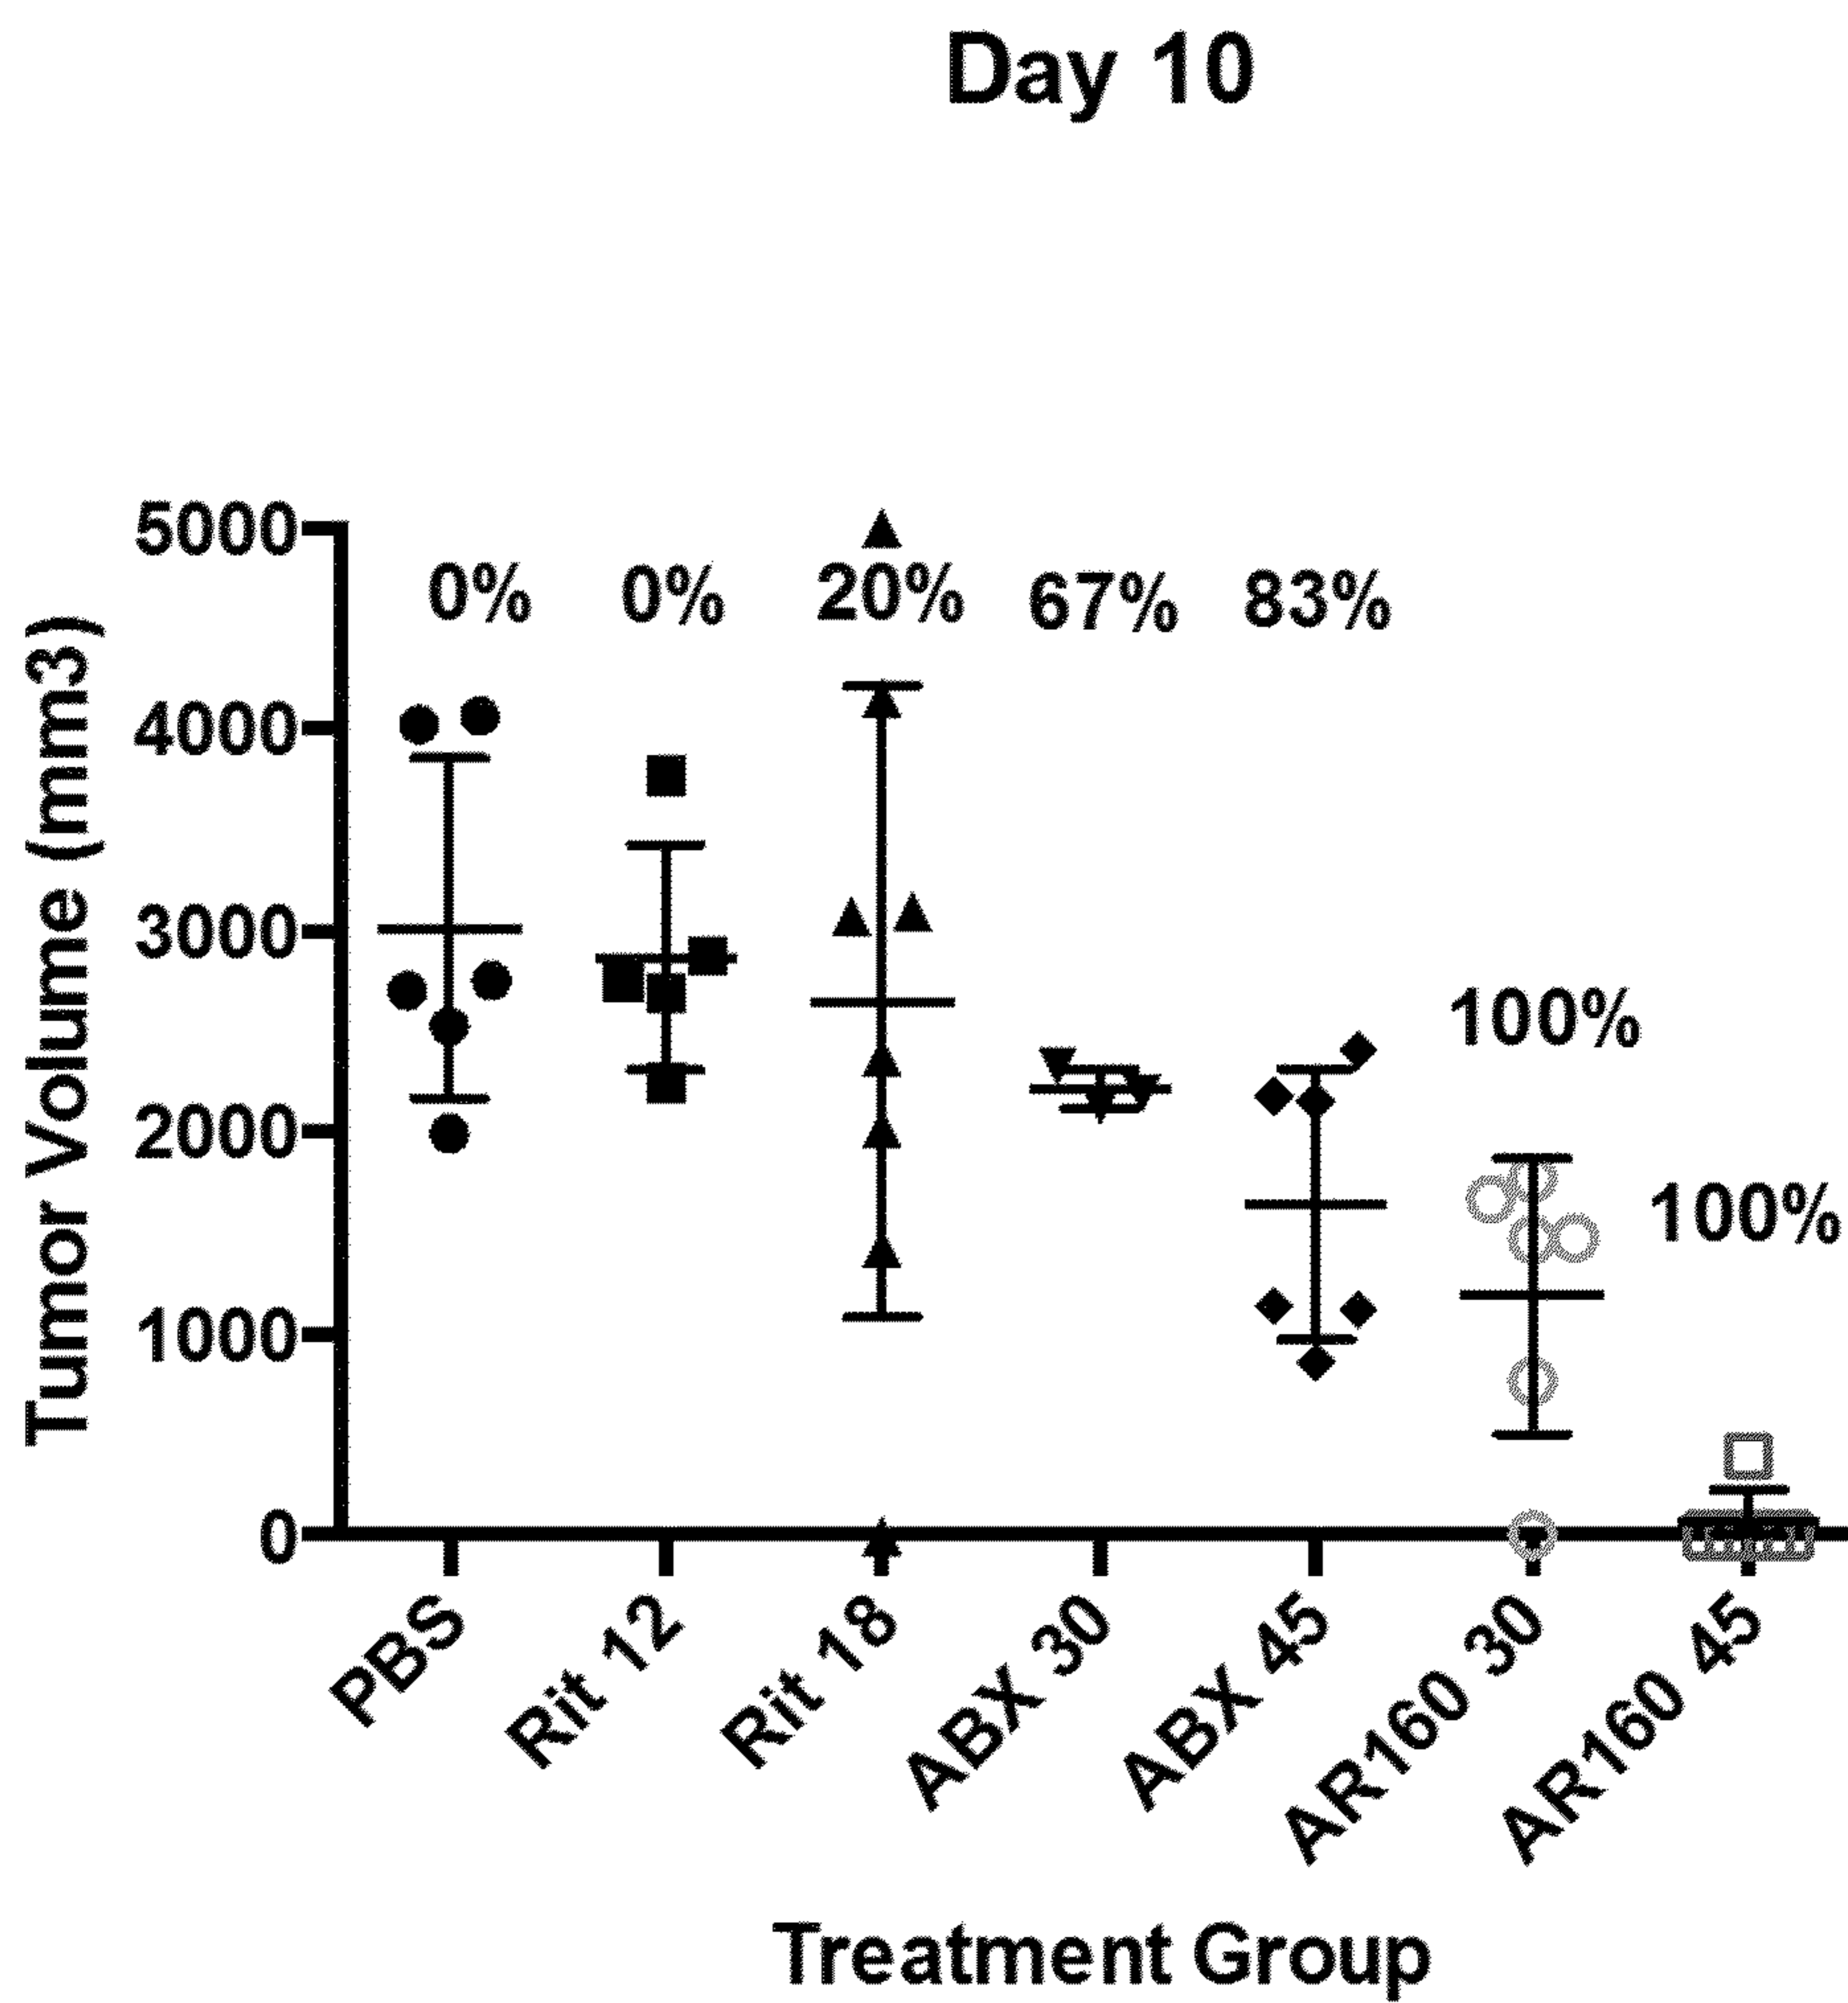 Day 10
Tumor Volume (mm3)
5000
4000
3000
2000
1000
0
0%
0%
20%
67%
83%
100%
100%
PBS
Rit 12
Rit 18
ABX 30
ABX 45
AR160 30
AR160 45
Treatment Group